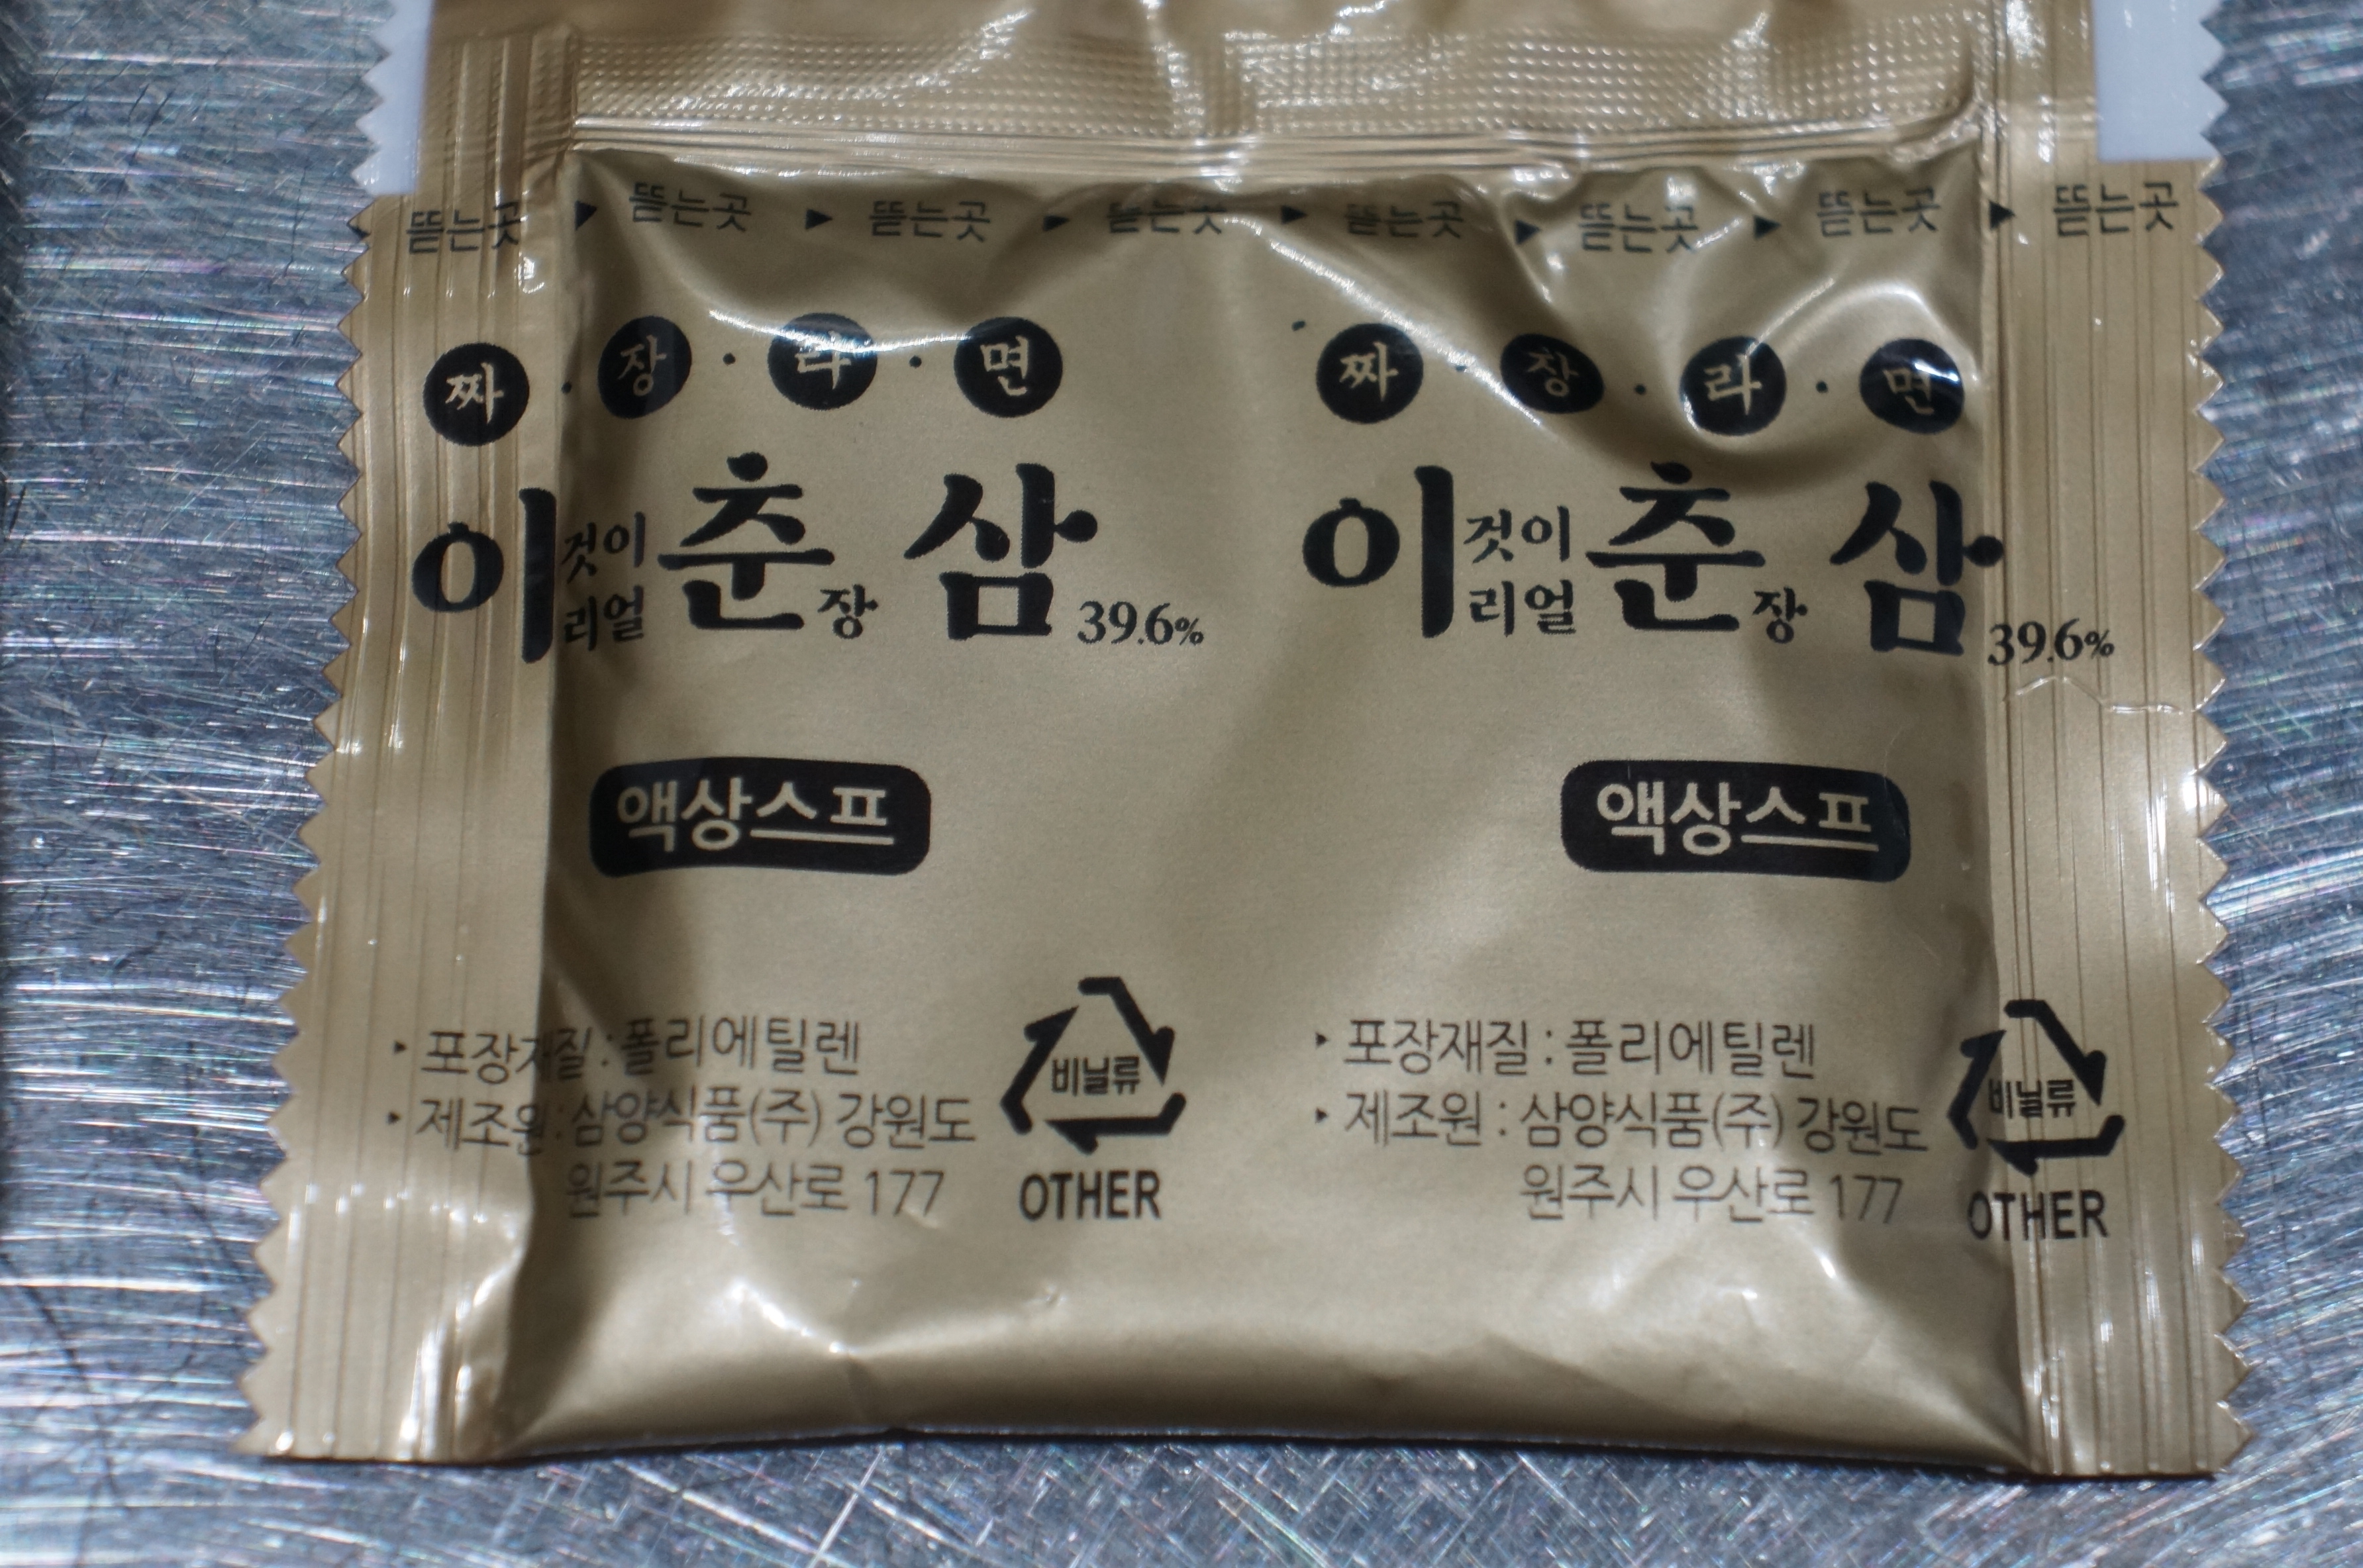 뜯는곳 ▶ 뜯는곳 ▶ 뜯는곳 ▶ 뜯는곳 ▶ 뜯는곳 ▶ 뜯는곳 ▶ 뜯는곳 ▶ 뜯는곳
짜·장·라·면 짜·장·라·면
이것이리얼춘장삼39.6% 이것이리얼춘장삼39.6%
액상스프 액상스프
‣ 포장재질 : 폴리에틸렌 ‣ 포장재질 : 폴리에틸렌
비닐류 비닐류
‣ 제조원 : 삼양식품(주) 강원도 ‣ 제조원 : 삼양식품(주) 강원도
원주시 우산로 177 OTHER 원주시 우산로 177 OTHER